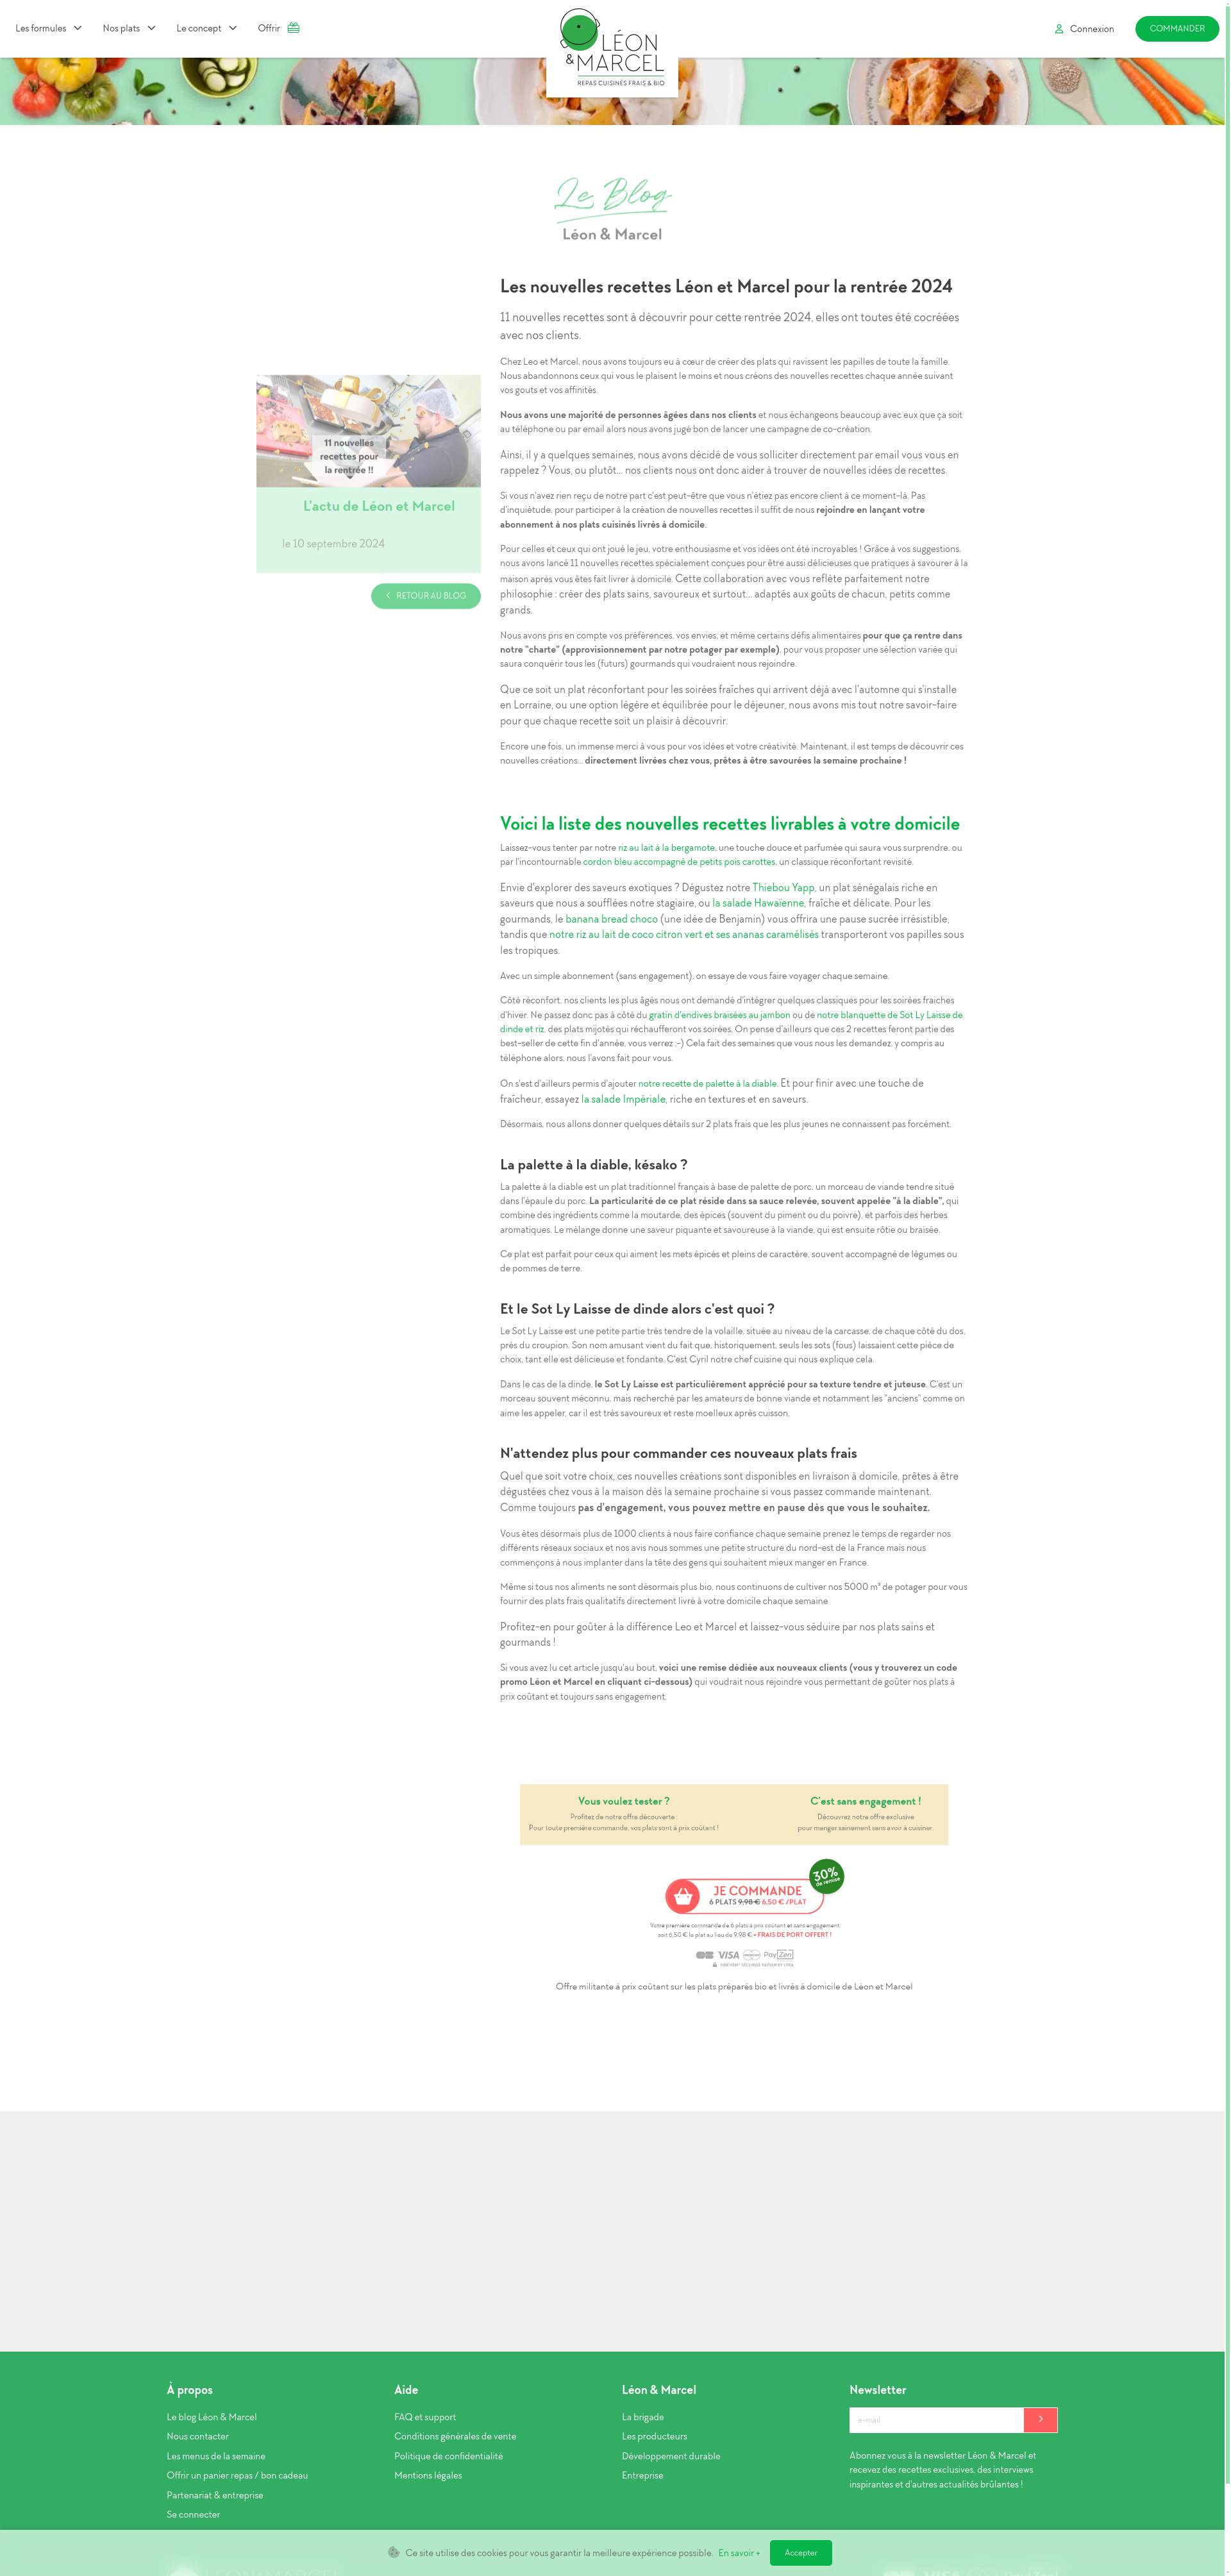 Les formules
Nos plats
Le concept
Offrir
LÉON
&MARCEL
REPAS CUISINÉS FRAIS & BIO
Connexion
COMMANDER
Le Blog
Léon & Marcel
11 nouvelles
recettes pour
la rentrée !!
L'actu de Léon et Marcel
le 10 septembre 2024
RETOUR AU BLOG
Les nouvelles recettes Léon et Marcel pour la rentrée 2024
11 nouvelles recettes sont à découvrir pour cette rentrée 2024, elles ont toutes été cocréées
avec nos clients.
Chez Leo et Marcel, nous avons toujours eu à cœur de créer des plats qui ravissent les papilles de toute la famille.
Nous abandonnons ceux qui vous le plaisent le moins et nous créons des nouvelles recettes chaque année suivant
vos gouts et vos affinités.
Nous avons une majorité de personnes âgées dans nos clients et nous échangeons beaucoup avec eux que ça soit
au téléphone ou par email alors nous avons jugé bon de lancer une campagne de co-création.
Ainsi, il y a quelques semaines, nous avons décidé de vous solliciter directement par email vous vous en
rappelez ? Vous, ou plutôt... nos clients nous ont donc aider à trouver de nouvelles idées de recettes.
Si vous n'avez rien reçu de notre part c'est peut-être que vous n'étiez pas encore client à ce moment-là. Pas
d'inquiétude, pour participer à la création de nouvelles recettes il suffit de nous rejoindre en lançant votre
abonnement à nos plats cuisinés livrés à domicile.
Pour celles et ceux qui ont joué le jeu, votre enthousiasme et vos idées ont été incroyables ! Grâce à vos suggestions,
nous avons lancé 11 nouvelles recettes spécialement conçues pour être aussi délicieuses que pratiques à savourer à la
maison après vous êtes fait livrer à domicile. Cette collaboration avec vous reflète parfaitement notre
philosophie : créer des plats sains, savoureux et surtout... adaptés aux goûts de chacun, petits comme
grands.
Nous avons pris en compte vos préférences, vos envies, et même certains défis alimentaires pour que ça rentre dans
notre "charte" (approvisionnement par notre potager par exemple), pour vous proposer une sélection variée qui
saura conquérir tous les (futurs) gourmands qui voudraient nous rejoindre.
Que ce soit un plat réconfortant pour les soirées fraîches qui arrivent déjà avec l'automne qui s'installe
en Lorraine, ou une option légère et équilibrée pour le déjeuner, nous avons mis tout notre savoir-faire
pour que chaque recette soit un plaisir à découvrir.
Encore une fois, un immense merci à vous pour vos idées et votre créativité. Maintenant, il est temps de découvrir ces
nouvelles créations... directement livrées chez vous, prêtes à être savourées la semaine prochaine !
Voici la liste des nouvelles recettes livrables à votre domicile
Laissez-vous tenter par notre riz au lait à la bergamote, une touche douce et parfumée qui saura vous surprendre, ou
par l'incontournable cordon bleu accompagné de petits pois carottes, un classique réconfortant revisité.
Envie d'explorer des saveurs exotiques ? Dégustez notre Thiebou Yapp, un plat sénégalais riche en
saveurs que nous a soufflées notre stagiaire, ou la salade Hawaïenne, fraîche et délicate. Pour les
gourmands, le banana bread choco (une idée de Benjamin) vous offrira une pause sucrée irrésistible,
tandis que notre riz au lait de coco citron vert et ses ananas caramélisés transporteront vos papilles sous
les tropiques.
Avec un simple abonnement (sans engagement), on essaye de vous faire voyager chaque semaine.
Côté réconfort, nos clients les plus âgés nous ont demandé d'intégrer quelques classiques pour les soirées fraiches
d'hiver. Ne passez donc pas à côté du gratin d'endives braisées au jambon ou de notre blanquette de Sot Ly Laisse de
dinde et riz, des plats mijotés qui réchaufferont vos soirées. On pense d'ailleurs que ces 2 recettes feront partie des
best-seller de cette fin d'année, vous verrez ;-) Cela fait des semaines que vous nous les demandez, y compris au
téléphone alors, nous l'avons fait pour vous.
On s'est d'ailleurs permis d'ajouter notre recette de palette à la diable. Et pour finir avec une touche de
fraîcheur, essayez la salade Impériale, riche en textures et en saveurs.
Désormais, nous allons donner quelques détails sur 2 plats frais que les plus jeunes ne connaissent pas forcément.
La palette à la diable, késako ?
La palette à la diable est un plat traditionnel français à base de palette de porc, un morceau de viande tendre situé
dans l'épaule du porc. La particularité de ce plat réside dans sa sauce relevée, souvent appelée "à la diable", qui
combine des ingrédients comme la moutarde, des épices (souvent du piment ou du poivre), et parfois des herbes
aromatiques. Le mélange donne une saveur piquante et savoureuse à la viande, qui est ensuite rôtie ou braisée.
Ce plat est parfait pour ceux qui aiment les mets épicés et pleins de caractère, souvent accompagné de légumes ou
de pommes de terre.
Et le Sot Ly Laisse de dinde alors c'est quoi ?
Le Sot Ly Laisse est une petite partie très tendre de la volaille, située au niveau de la carcasse, de chaque côté du dos,
près du croupion. Son nom amusant vient du fait que, historiquement, seuls les sots (fous) laissaient cette pièce de
choix, tant elle est délicieuse et fondante. C'est Cyril notre chef cuisine qui nous explique cela.
Dans le cas de la dinde, le Sot Ly Laisse est particulièrement apprécié pour sa texture tendre et juteuse. C'est un
morceau souvent méconnu, mais recherché par les amateurs de bonne viande et notamment les "anciens" comme on
aime les appeler, car il est très savoureux et reste moelleux après cuisson.
N'attendez plus pour commander ces nouveaux plats frais
Quel que soit votre choix, ces nouvelles créations sont disponibles en livraison à domicile, prêtes à être
dégustées chez vous à la maison dès la semaine prochaine si vous passez commande maintenant.
Comme toujours pas d'engagement, vous pouvez mettre en pause dès que vous le souhaitez.
Vous êtes désormais plus de 1000 clients à nous faire confiance chaque semaine prenez le temps de regarder nos
différents réseaux sociaux et nos avis nous sommes une petite structure du nord-est de la France mais nous
commençons à nous implanter dans la tête des gens qui souhaitent mieux manger en France.
Même si tous nos aliments ne sont désormais plus bio, nous continuons de cultiver nos 5000 m² de potager pour vous
fournir des plats frais qualitatifs directement livré à votre domicile chaque semaine
Profitez-en pour goûter à la différence Leo et Marcel et laissez-vous séduire par nos plats sains et
gourmands !
Si vous avez lu cet article jusqu'au bout, voici une remise dédiée aux nouveaux clients (vous y trouverez un code
promo Léon et Marcel en cliquant ci-dessous) qui voudrait nous rejoindre vous permettant de goûter nos plats à
prix coûtant et toujours sans engagement.
Vous voulez tester ?
Profitez de notre offre découverte :
Pour toute première commande, vos plats sont à prix coûtant !
C'est sans engagement !
Découvrez notre offre exclusive
pour manger sainement sans avoir à cuisiner.
30%
de remise
JE COMMANDE
6 PLATS 9,98 € 6,50 € /PLAT
Votre première commande de 6 plats à prix coûtant et sans engagement
soit 6,50 € le plat au lieu de 9,98 € + FRAIS DE PORT OFFERT !
VISA
PayZen
PAIEMENT SÉCURISÉ PAYZEN BY LYRA
Offre militante à prix coûtant sur les plats préparés bio et livrés à domicile de Léon et Marcel
À propos
Le blog Léon & Marcel
Nous contacter
Les menus de la semaine
Offrir un panier repas / bon cadeau
Partenariat & entreprise
Se connecter
Aide
FAQ et support
Conditions générales de vente
Politique de confidentialité
Mentions légales
Léon & Marcel
La brigade
Les producteurs
Développement durable
Entreprise
Newsletter
e-mail
Abonnez vous à la newsletter Léon & Marcel et
recevez des recettes exclusives, des interviews
inspirantes et d'autres actualités brûlantes !
Ce site utilise des cookies pour vous garantir la meilleure expérience possible. En savoir +
Accepter